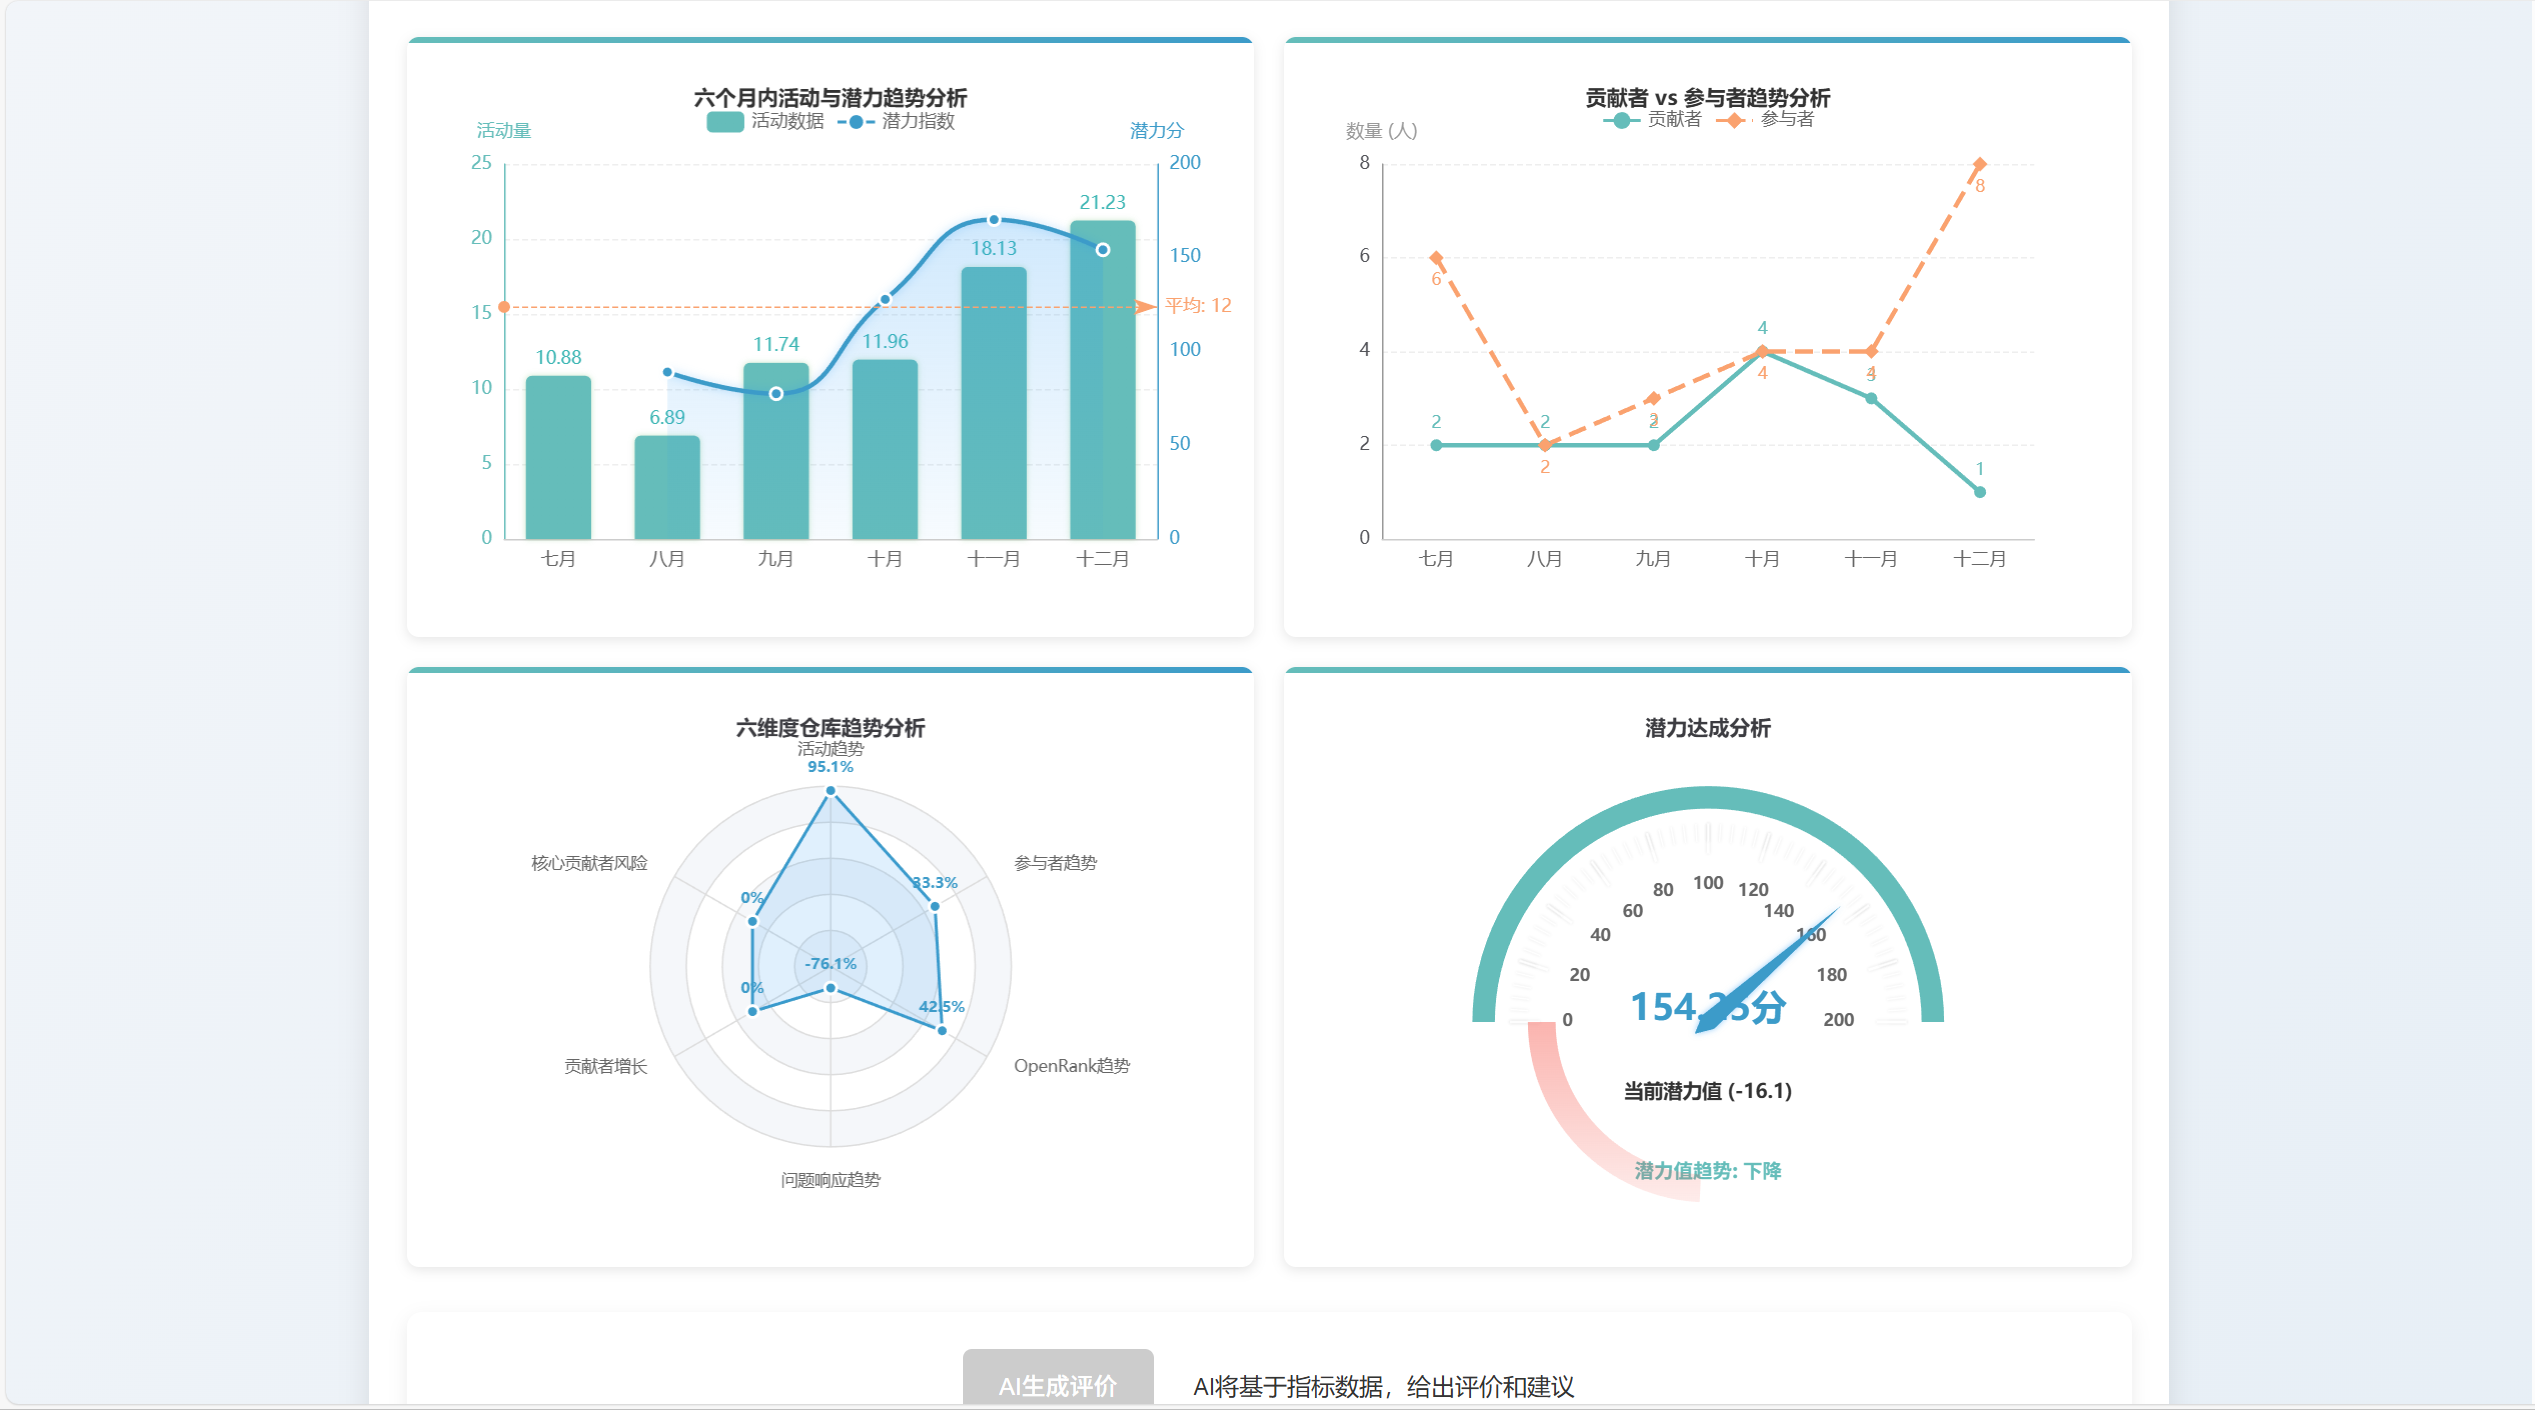 六个月内活动与潜力趋势分析
活动数据 潜力指数
活动量
潜力分
25
20
15
10
5
0
200
150
100
50
0
10.88
6.89
11.74
11.96
18.13
21.23
平均: 12
七月 八月 九月 十月 十一月 十二月
贡献者 vs 参与者趋势分析
贡献者 参与者
数量 (人)
8
6
4
2
0
6
2
3
4
4
8
2
2
2
4
3
1
七月 八月 九月 十月 十一月 十二月
六维度仓库趋势分析
活动趋势
95.1%
核心贡献者风险
参与者趋势
33.3%
0%
-76.1%
0%
42.5%
贡献者增长
OpenRank趋势
问题响应趋势
潜力达成分析
0
20
40
60
80
100
120
140
160
180
200
154.25分
当前潜力值 (-16.1)
潜力值趋势: 下降
AI生成评价
AI将基于指标数据，给出评价和建议